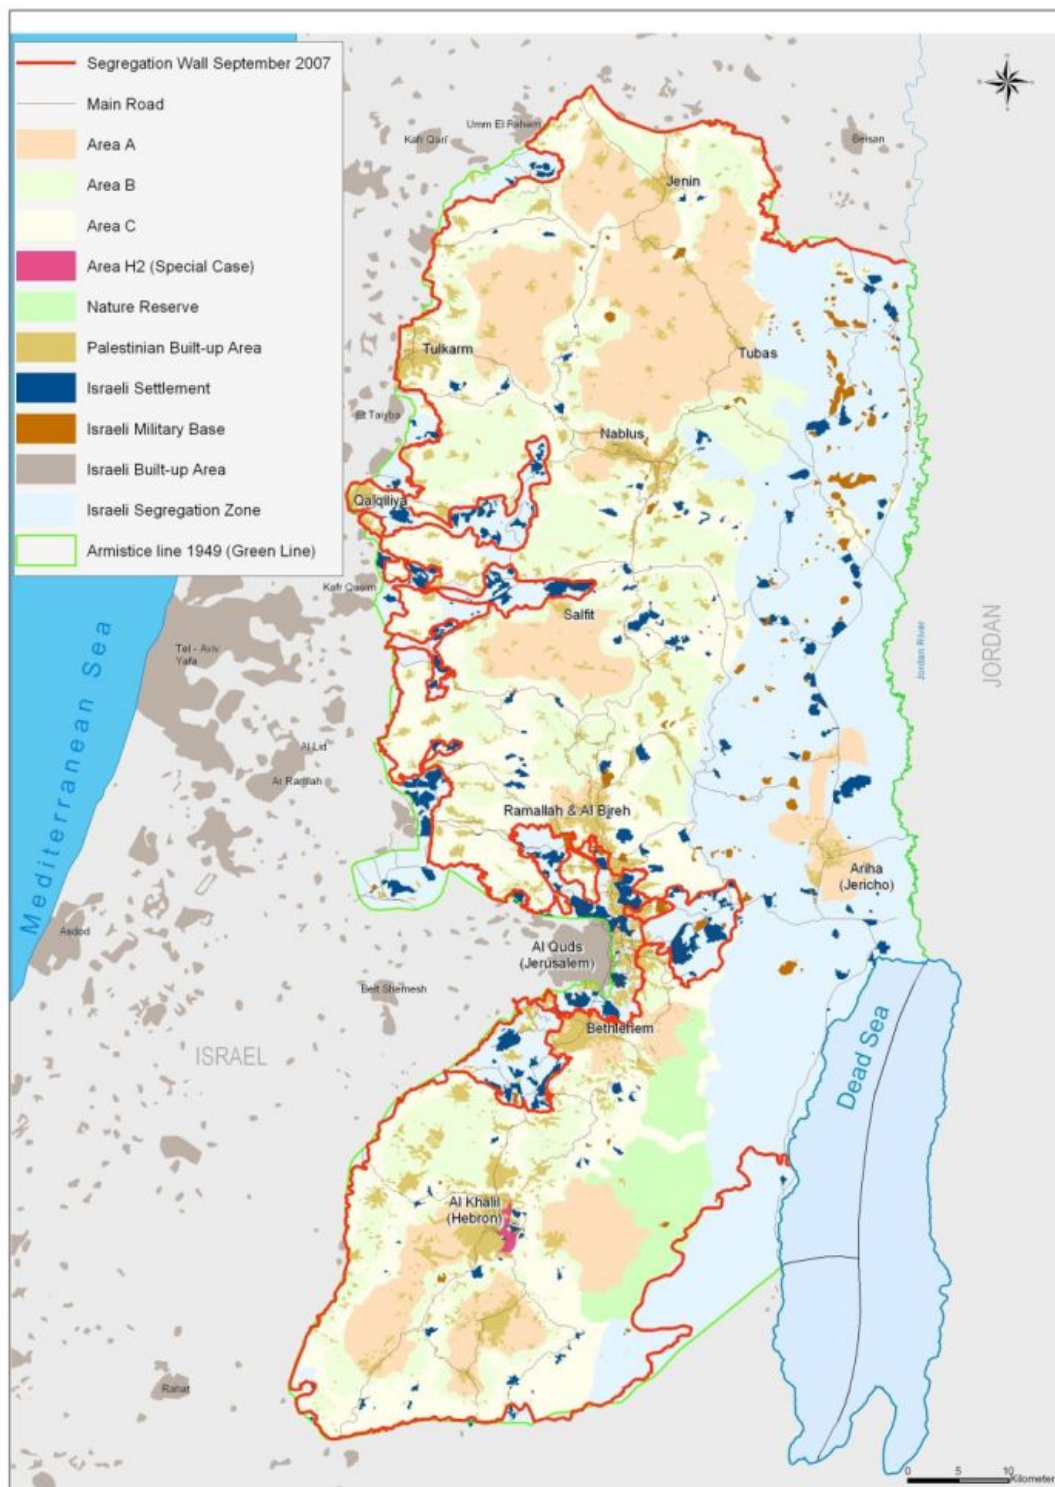 Segregation Wall September 2007
Main Road
Area A
Area B
Area C
Area H2 (Special Case)
Nature Reserve
Palestinian Built-up Area
Israeli Settlement
Israeli Military Base
Israeli Built-up Area
Israeli Segregation Zone
Armistice line 1949 (Green Line)
Umm El Fahem
Kafr Qari
Beisan
Jenin
Tulkarm
Tubas
Et Taiyba
Nablus
Qalqiliya
Kafr Qasim
Salfit
Mediterranean Sea
Tel - Aviv
Yafa
Jordan River
JORDAN
Al Lid
Ar Ramlah
Ramallah & Al Bireh
Ariha
(Jericho)
Asdod
Al Quds
(Jerusalem)
Beit Shemesh
Bethlehem
ISRAEL
Dead Sea
Al Khalil
(Hebron)
Rahat
0 5 10
Kilometer